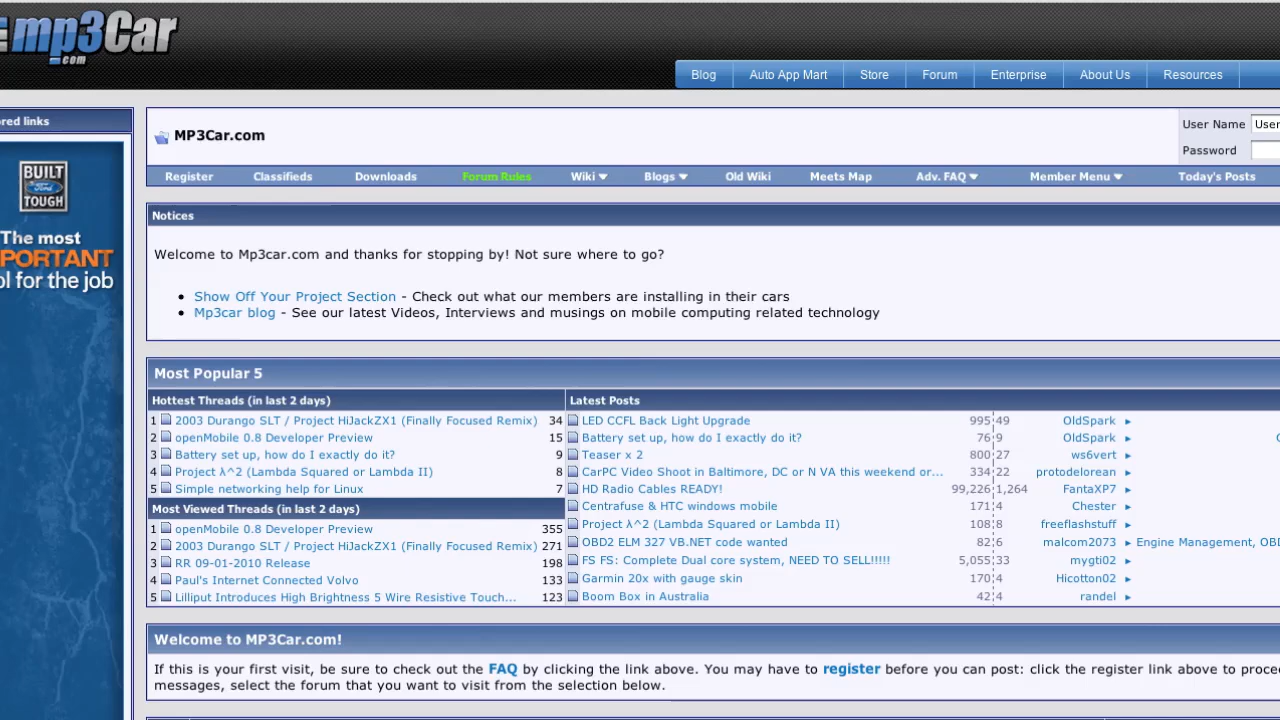 mp3Car
.com
Blog Auto App Mart Store Forum Enterprise About Us Resources
red links
BUILT
Ford
TOUGH
The most
PORTANT
ol for the job
MP3Car.com
User Name User
Password
Register Classifieds Downloads Forum Rules Wiki Blogs Old Wiki Meets Map Adv. FAQ Member Menu Today's Posts
Notices
Welcome to Mp3car.com and thanks for stopping by! Not sure where to go?
• Show Off Your Project Section - Check out what our members are installing in their cars
• Mp3car blog - See our latest Videos, Interviews and musings on mobile computing related technology
Most Popular 5
Hottest Threads (in last 2 days)
1 2003 Durango SLT / Project HiJackZX1 (Finally Focused Remix) 34
2 openMobile 0.8 Developer Preview 15
3 Battery set up, how do I exactly do it? 9
4 Project λ^2 (Lambda Squared or Lambda II) 8
5 Simple networking help for Linux 7
Most Viewed Threads (in last 2 days)
1 openMobile 0.8 Developer Preview 355
2 2003 Durango SLT / Project HiJackZX1 (Finally Focused Remix) 271
3 RR 09-01-2010 Release 198
4 Paul's Internet Connected Volvo 133
5 Lilliput Introduces High Brightness 5 Wire Resistive Touch... 123
Latest Posts
LED CCFL Back Light Upgrade 995 49 OldSpark ►
Battery set up, how do I exactly do it? 76 9 OldSpark ►
Teaser x 2 800 27 ws6vert ►
CarPC Video Shoot in Baltimore, DC or N VA this weekend or... 334 22 protodelorean ►
HD Radio Cables READY! 99,226 1,264 FantaXP7 ►
Centrafuse & HTC windows mobile 171 4 Chester ►
Project λ^2 (Lambda Squared or Lambda II) 108 8 freeflashstuff ►
OBD2 ELM 327 VB.NET code wanted 82 6 malcom2073 ► Engine Management, OBD
FS FS: Complete Dual core system, NEED TO SELL!!!!! 5,055 33 mygti02 ►
Garmin 20x with gauge skin 170 4 Hicotton02 ►
Boom Box in Australia 42 4 randel ►
Welcome to MP3Car.com!
If this is your first visit, be sure to check out the FAQ by clicking the link above. You may have to register before you can post: click the register link above to proce
messages, select the forum that you want to visit from the selection below.